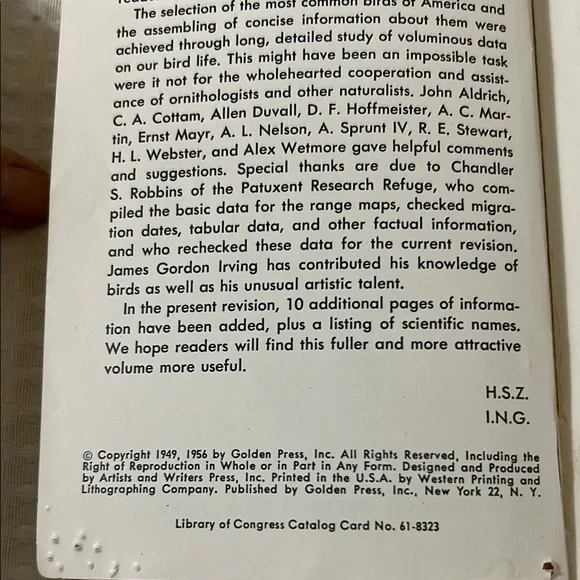 The selection of the most common birds of America and
the assembling of concise information about them were
achieved through long, detailed study of voluminous data
on our bird life. This might have been an impossible task
were it not for the wholehearted cooperation and assist-
ance of ornithologists and other naturalists. John Aldrich,
C. A. Cottam, Allen Duvall, D. F. Hoffmeister, A. C. Mar-
tin, Ernst Mayr, A. L. Nelson, A. Sprunt IV, R. E. Stewart,
H. L. Webster, and Alex Wetmore gave helpful comments
and suggestions. Special thanks are due to Chandler
S. Robbins of the Patuxent Research Refuge, who com-
piled the basic data for the range maps, checked migra-
tion dates, tabular data, and other factual information,
and who rechecked these data for the current revision.
James Gordon Irving has contributed his knowledge of
birds as well as his unusual artistic talent.
In the present revision, 10 additional pages of informa-
tion have been added, plus a listing of scientific names.
We hope readers will find this fuller and more attractive
volume more useful.
H.S.Z.
I.N.G.
© Copyright 1949, 1956 by Golden Press, Inc. All Rights Reserved, Including the
Right of Reproduction in Whole or in Part in Any Form. Designed and Produced
by Artists and Writers Press, Inc. Printed in the U.S.A. by Western Printing and
Lithographing Company. Published by Golden Press, Inc., New York 22, N. Y.
Library of Congress Catalog Card No. 61-8323